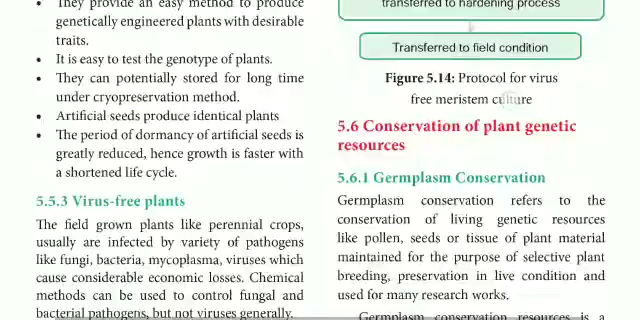 • They provide an easy method to produce
genetically engineered plants with desirable
traits.
• It is easy to test the genotype of plants.
• They can potentially stored for long time
under cryopreservation method.
• Artificial seeds produce identical plants
• The period of dormancy of artificial seeds is
greatly reduced, hence growth is faster with
a shortened life cycle.
5.5.3 Virus-free plants
The field grown plants like perennial crops,
usually are infected by variety of pathogens
like fungi, bacteria, mycoplasma, viruses which
cause considerable economic losses. Chemical
methods can be used to control fungal and
bacterial pathogens, but not viruses generally.
transferred to hardening process
Transferred to field condition
Figure 5.14: Protocol for virus
free meristem culture
5.6 Conservation of plant genetic
resources
5.6.1 Germplasm Conservation
Germplasm conservation refers to the
conservation of living genetic resources
like pollen, seeds or tissue of plant material
maintained for the purpose of selective plant
breeding, preservation in live condition and
used for many research works.
Germplasm conservation resources is a